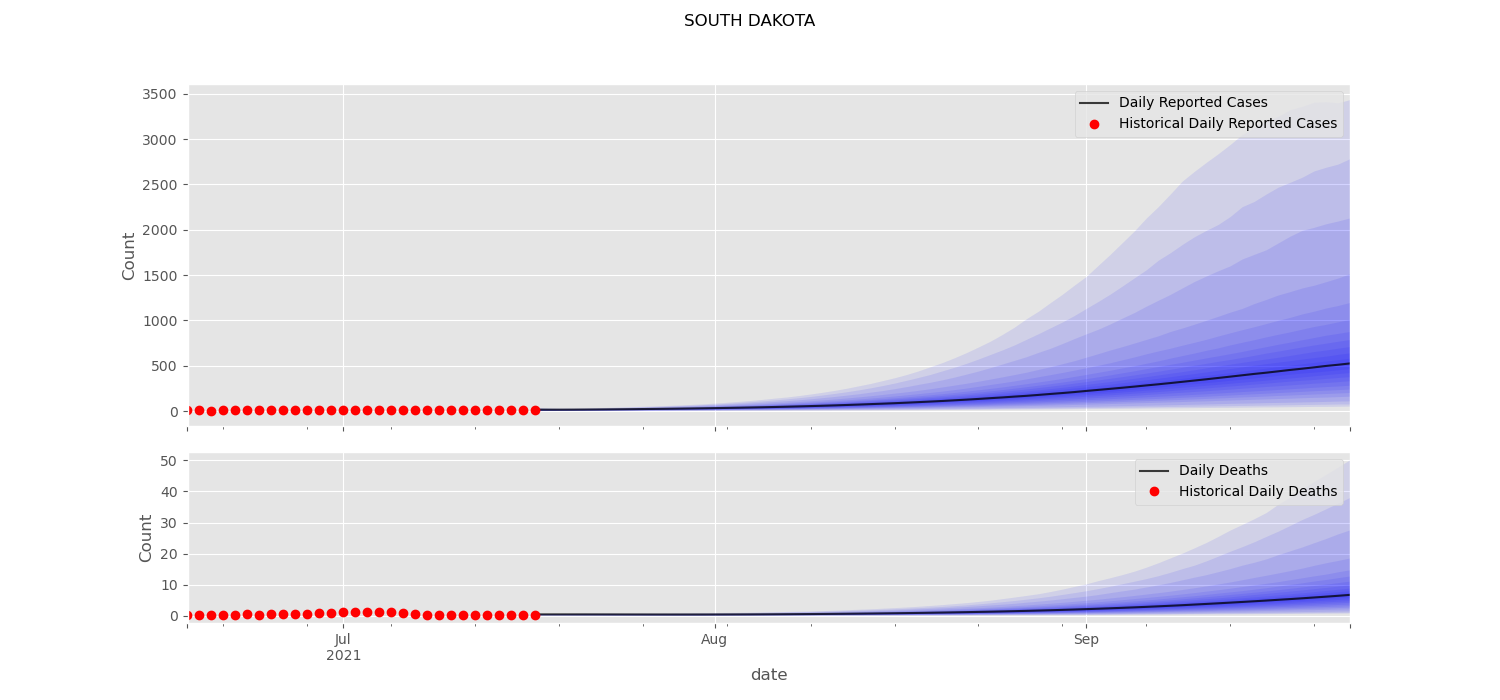 SOUTH DAKOTA
3500
3000
2500
2000
1500
1000
500
0
Count
Daily Reported Cases
Historical Daily Reported Cases
50
40
30
20
10
0
Count
Daily Deaths
Historical Daily Deaths
Jul
2021
Aug
Sep
date